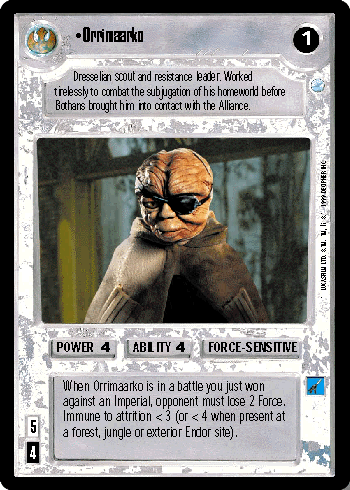 •Orrimaarko
1
Dresselian scout and resistance leader. Worked
tirelessly to combat the subjugation of his homeworld before
Bothans brought him into contact with the Alliance.
POWER 4 ABILITY 4 FORCE-SENSITIVE
When Orrimaarko is in a battle you just won
against an Imperial, opponent must lose 2 Force.
Immune to attrition < 3 (or < 4 when present at
a forest, jungle or exterior Endor site).
5
4